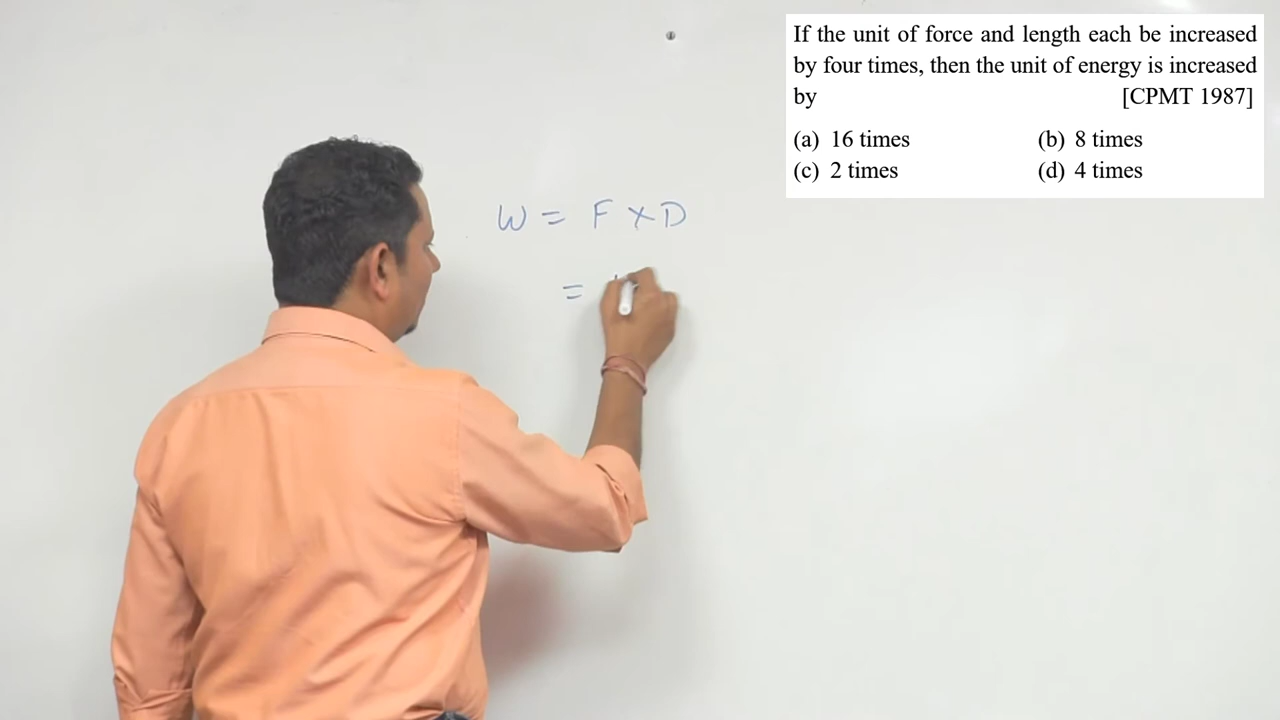 If the unit of force and length each be increased
by four times, then the unit of energy is increased
by [CPMT 1987]
(a) 16 times (b) 8 times
(c) 2 times (d) 4 times
W = F × D
=